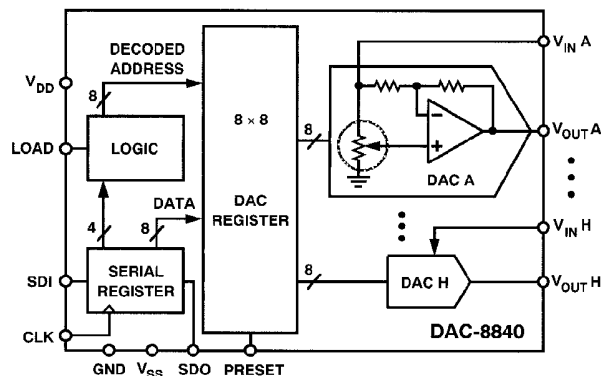 DECODED
ADDRESS
V_DD
8
LOAD
LOGIC
4
8
DATA
SDI
SERIAL
REGISTER
CLK
GND
V_SS
SDO
PRESET
8 × 8
DAC
REGISTER
8
8
V_IN A
−
+
DAC A
V_OUT A
V_IN H
DAC H
V_OUT H
DAC-8840